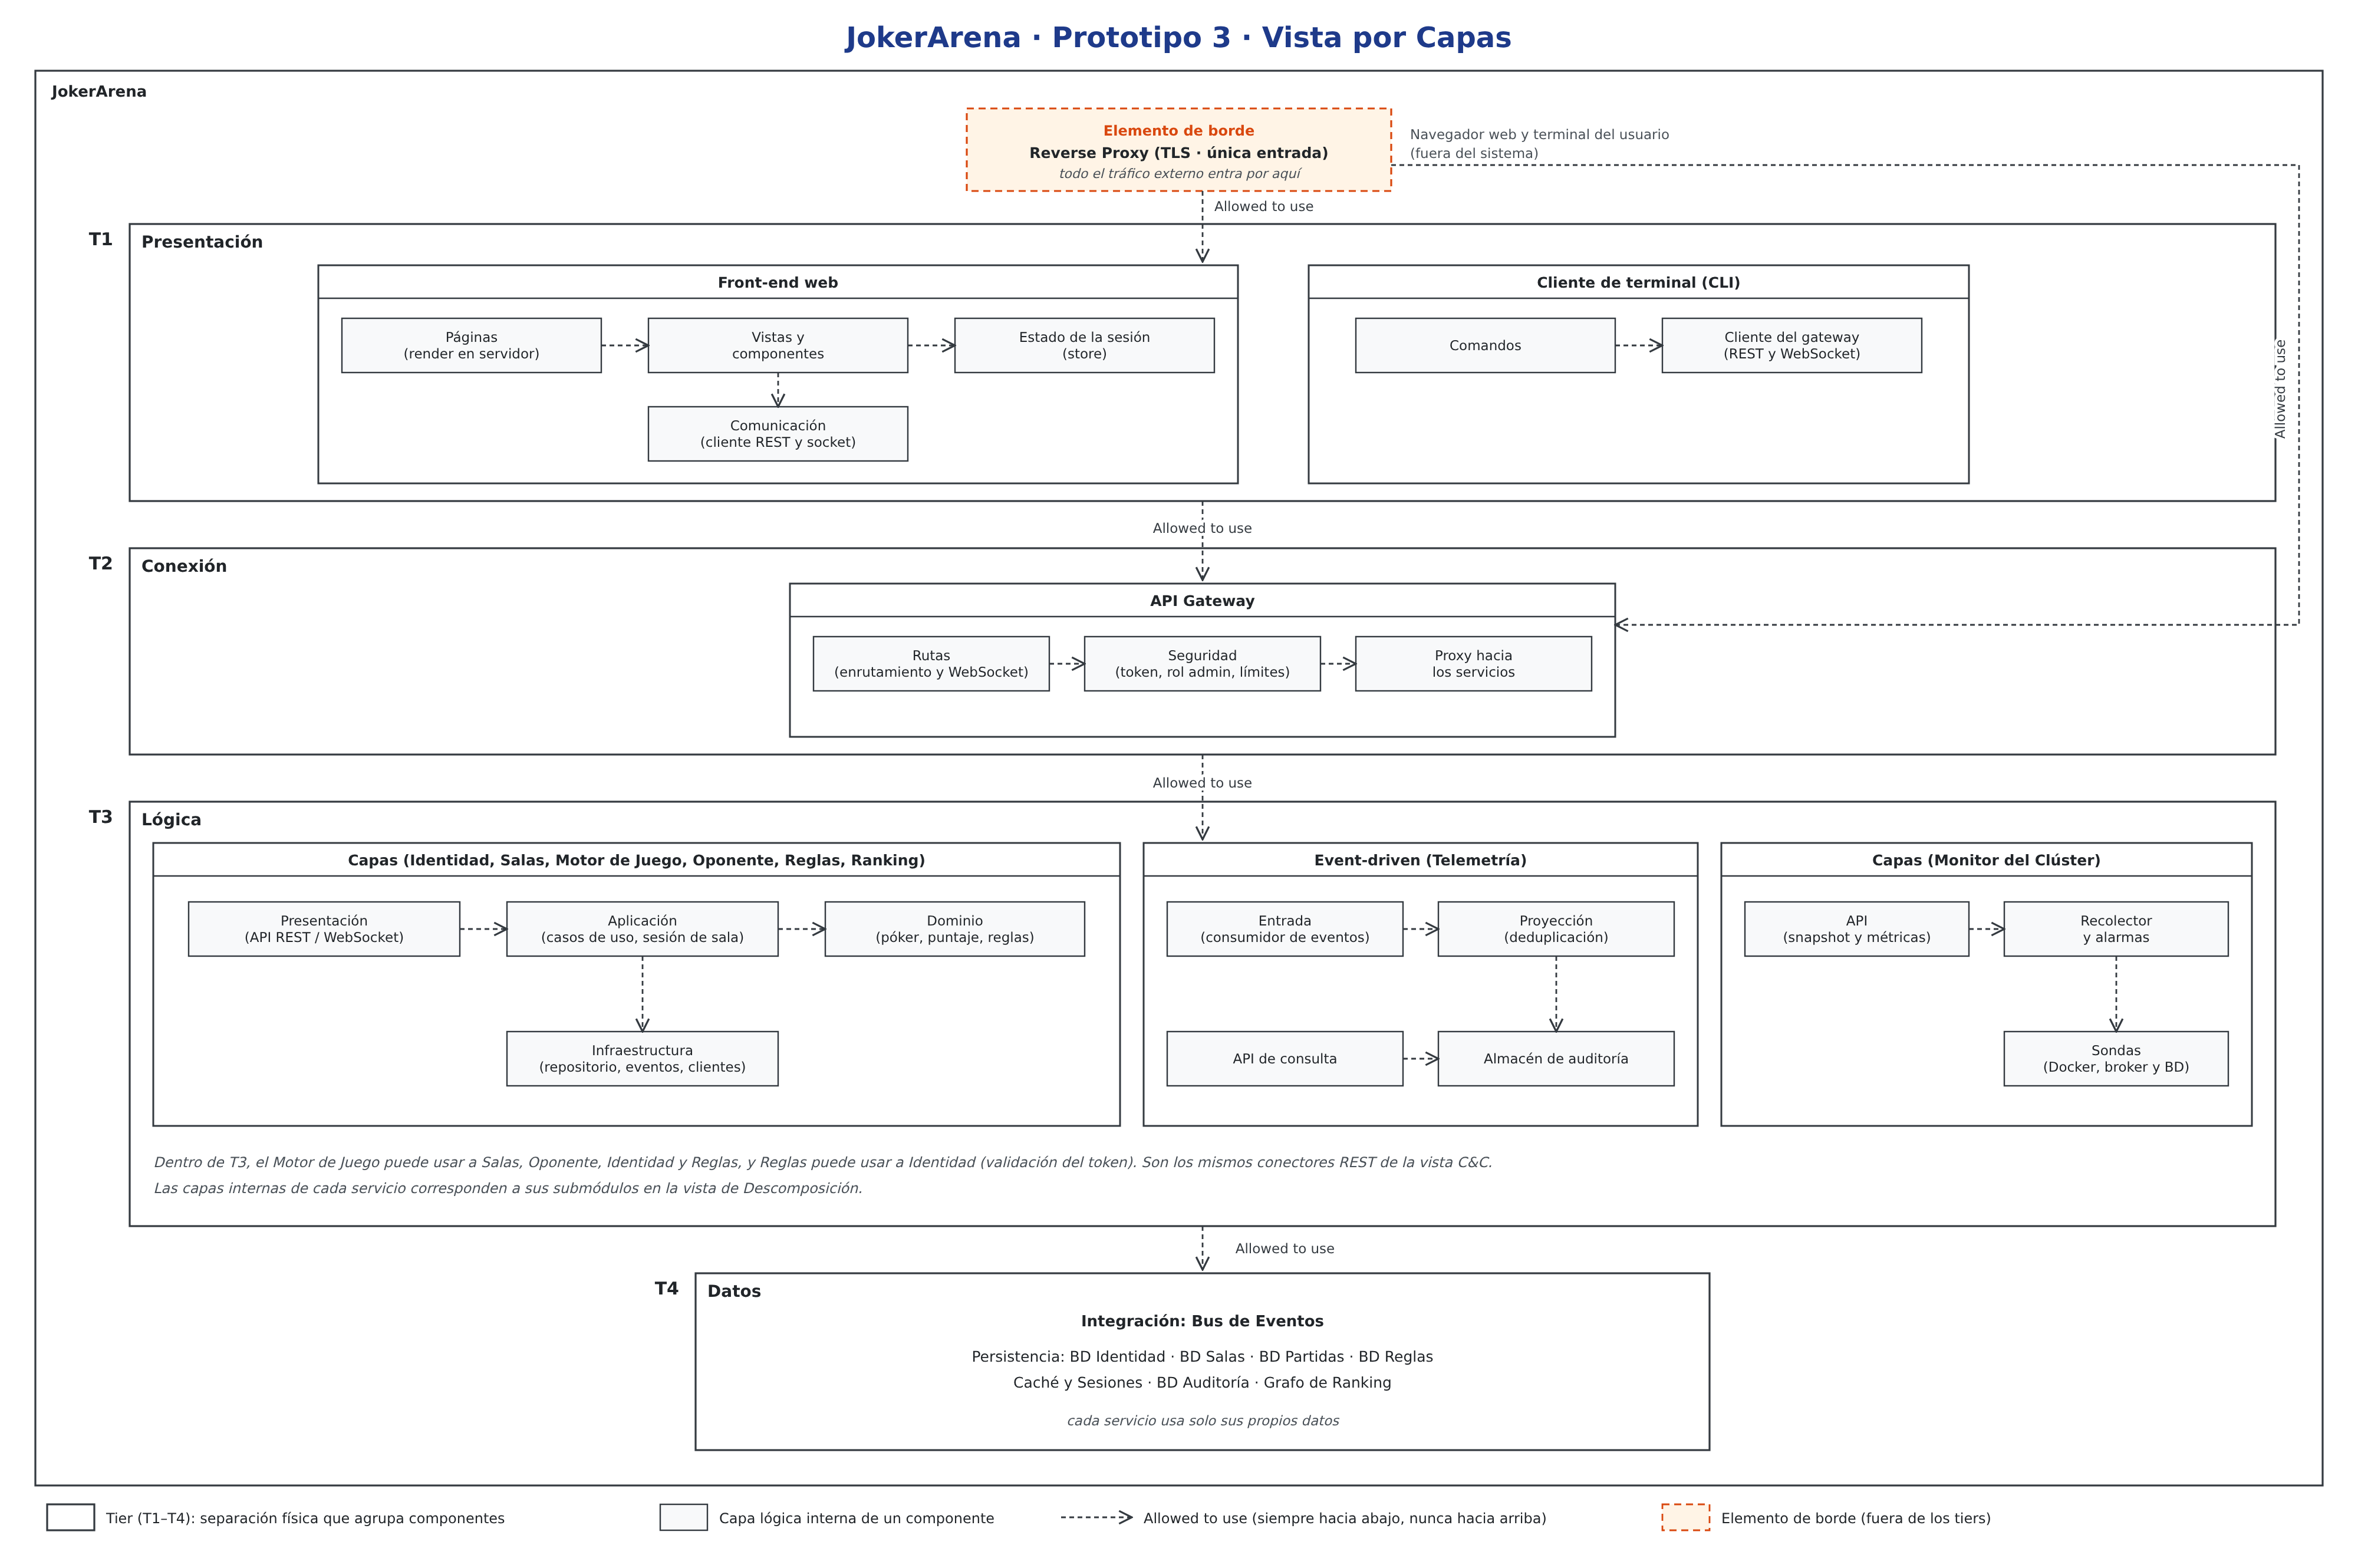 JokerArena · Prototipo 3 · Vista por Capas
JokerArena
Elemento de borde
Reverse Proxy (TLS · única entrada)
todo el tráfico externo entra por aquí
Navegador web y terminal del usuario
(fuera del sistema)
Allowed to use
T1
Presentación
Front-end web
Páginas
(render en servidor)
Vistas y
componentes
Estado de la sesión
(store)
Comunicación
(cliente REST y socket)
Cliente de terminal (CLI)
Comandos
Cliente del gateway
(REST y WebSocket)
Allowed to use
Allowed to use
T2
Conexión
API Gateway
Rutas
(enrutamiento y WebSocket)
Seguridad
(token, rol admin, límites)
Proxy hacia
los servicios
Allowed to use
T3
Lógica
Capas (Identidad, Salas, Motor de Juego, Oponente, Reglas, Ranking)
Presentación
(API REST / WebSocket)
Aplicación
(casos de uso, sesión de sala)
Dominio
(póker, puntaje, reglas)
Infraestructura
(repositorio, eventos, clientes)
Event-driven (Telemetría)
Entrada
(consumidor de eventos)
Proyección
(deduplicación)
API de consulta
Almacén de auditoría
Capas (Monitor del Clúster)
API
(snapshot y métricas)
Recolector
y alarmas
Sondas
(Docker, broker y BD)
Dentro de T3, el Motor de Juego puede usar a Salas, Oponente, Identidad y Reglas, y Reglas puede usar a Identidad (validación del token). Son los mismos conectores REST de la vista C&C.
Las capas internas de cada servicio corresponden a sus submódulos en la vista de Descomposición.
Allowed to use
T4
Datos
Integración: Bus de Eventos
Persistencia: BD Identidad · BD Salas · BD Partidas · BD Reglas
Caché y Sesiones · BD Auditoría · Grafo de Ranking
cada servicio usa solo sus propios datos
Tier (T1–T4): separación física que agrupa componentes
Capa lógica interna de un componente
Allowed to use (siempre hacia abajo, nunca hacia arriba)
Elemento de borde (fuera de los tiers)